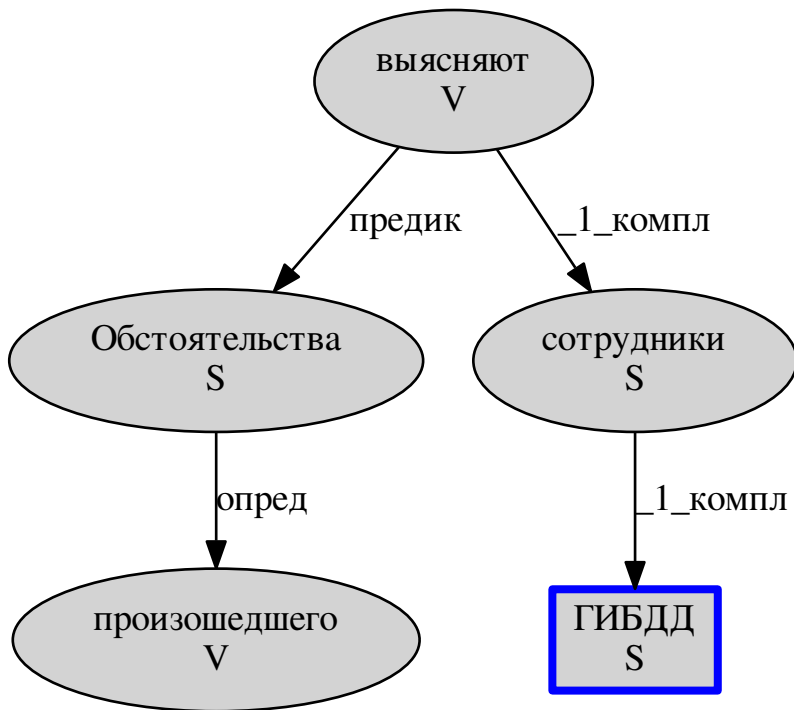 выясняют
V
предик
_1_компл
Обстоятельства
S
сотрудники
S
опред
_1_компл
произошедшего
V
ГИБДД
S